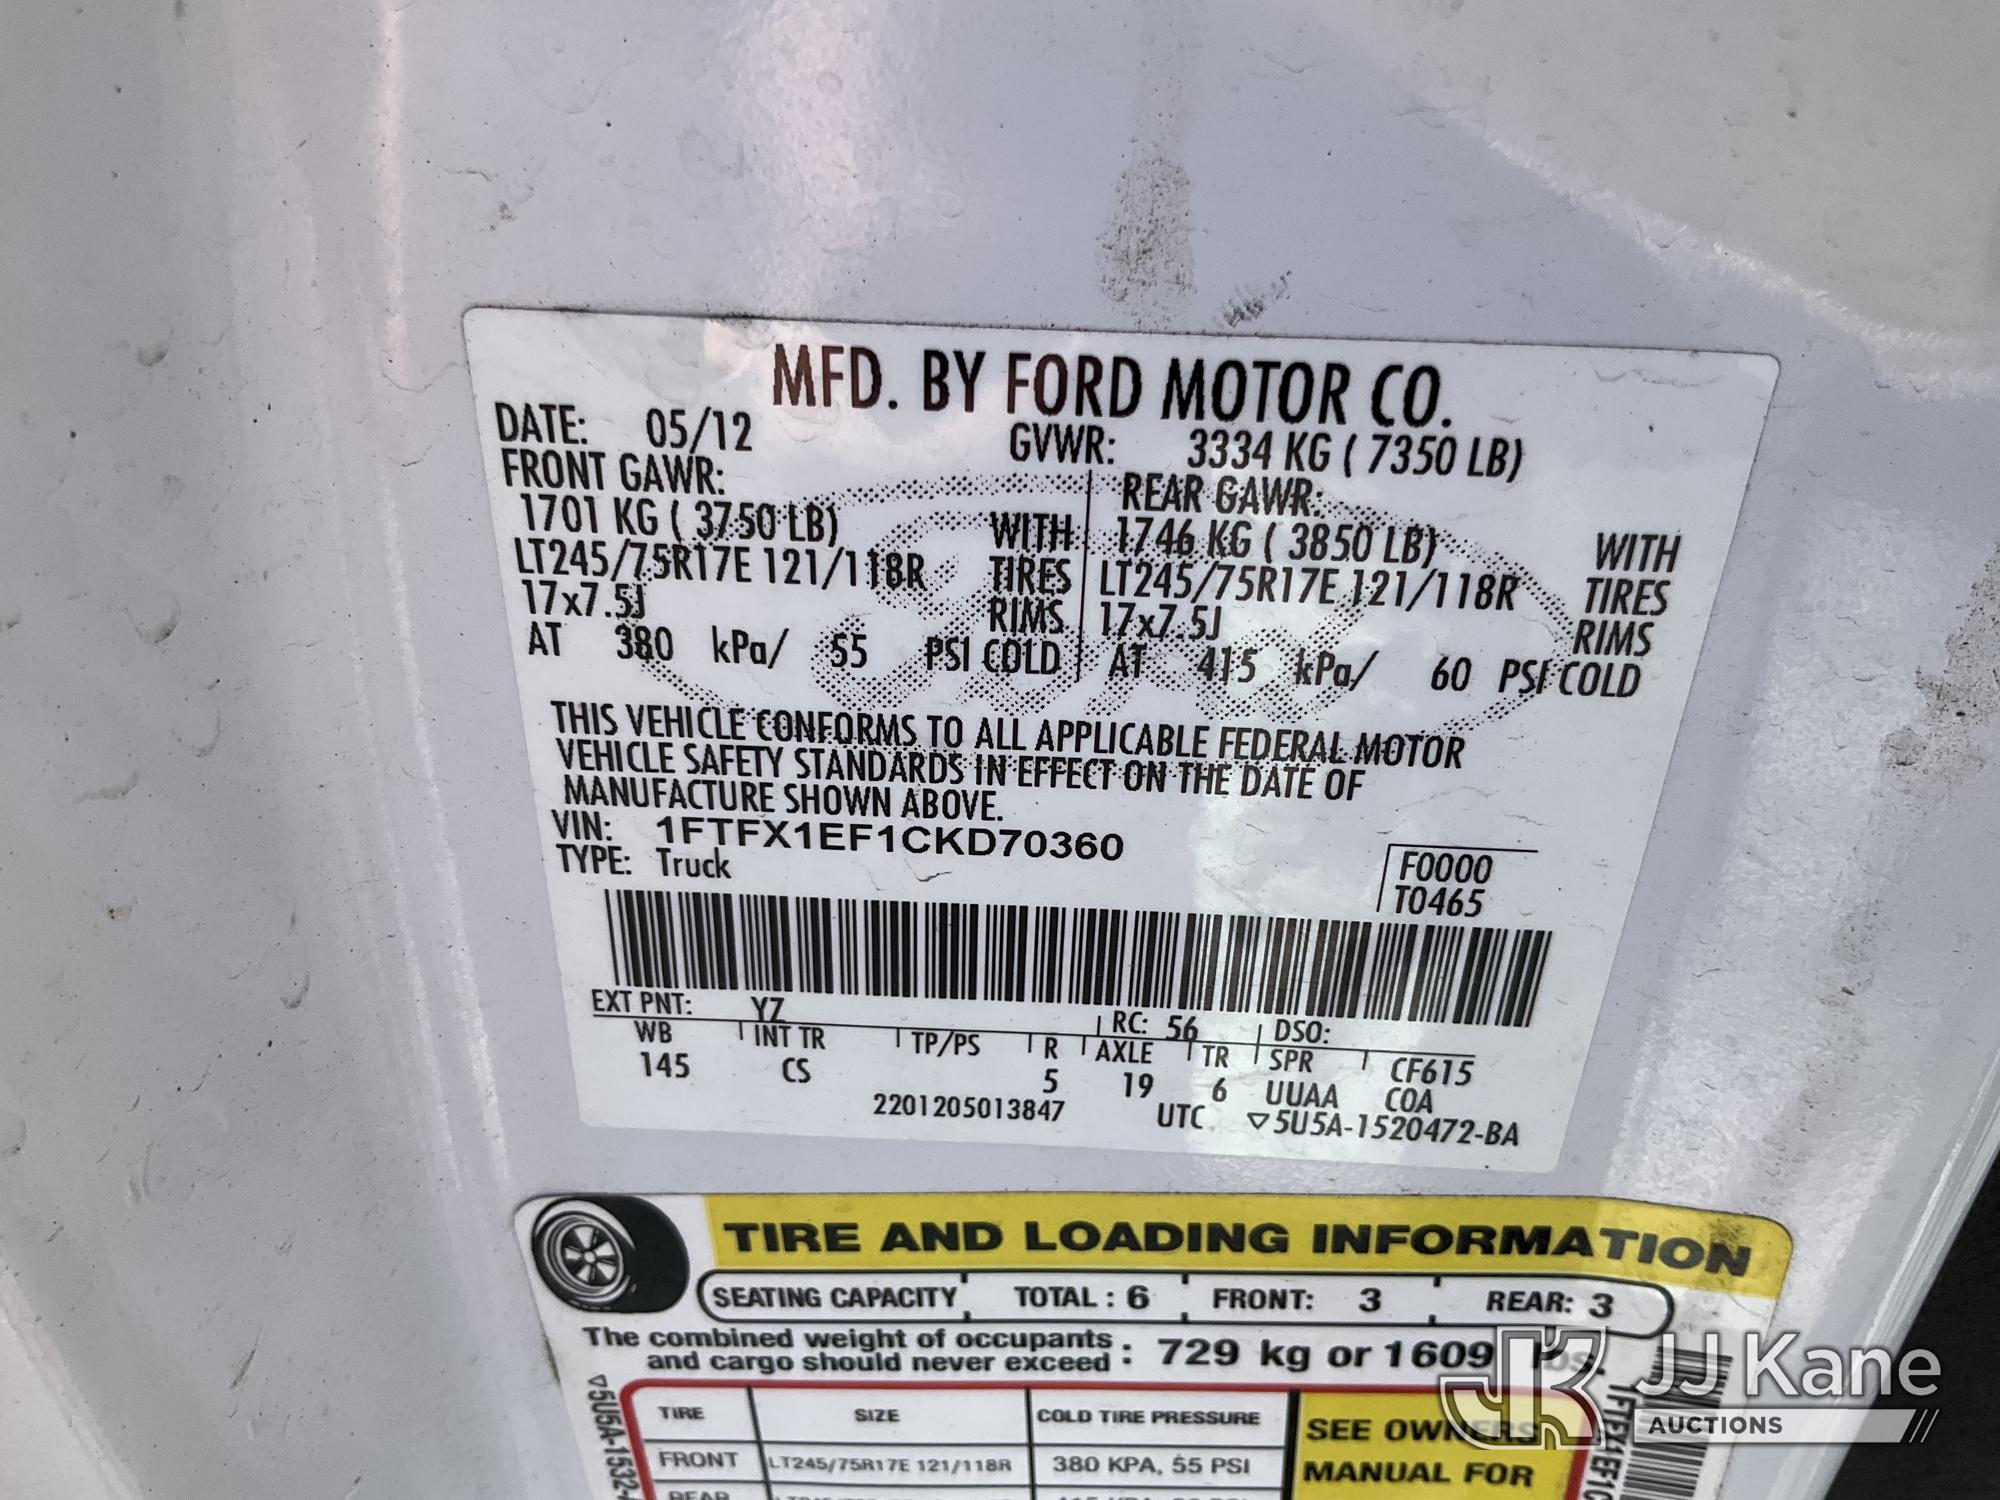 MFD. BY FORD MOTOR CO.
DATE: 05/12 GVWR: 3334 KG ( 7350 LB)
FRONT GAWR: REAR GAWR:
1701 KG ( 3750 LB) WITH 1746 KG ( 3850 LB) WITH
LT245/75R17E 121/118R TIRES LT245/75R17E 121/118R TIRES
17x7.5J RIMS 17x7.5J RIMS
AT 380 kPa/ 55 PSI COLD AT 415 kPa/ 60 PSI COLD
THIS VEHICLE CONFORMS TO ALL APPLICABLE FEDERAL MOTOR
VEHICLE SAFETY STANDARDS IN EFFECT ON THE DATE OF
MANUFACTURE SHOWN ABOVE.
VIN: 1FTFX1EF1CKD70360
TYPE: Truck F0000
T0465
EXT PNT: YZ RC: 56 DSO:
WB INT TR TP/PS R AXLE TR SPR CF615
145 CS 5 19 6 UUAA COA
2201205013847 UTC ▽5U5A-1520472-BA
TIRE AND LOADING INFORMATION
SEATING CAPACITY TOTAL : 6 FRONT: 3 REAR: 3
The combined weight of occupants
and cargo should never exceed : 729 kg or 1609 lbs.
TIRE SIZE COLD TIRE PRESSURE SEE OWNERS
FRONT LT245/75R17E 121/118R 380 KPA, 55 PSI MANUAL FOR
REAR
▽5U5A-1532-
JJ Kane
AUCTIONS